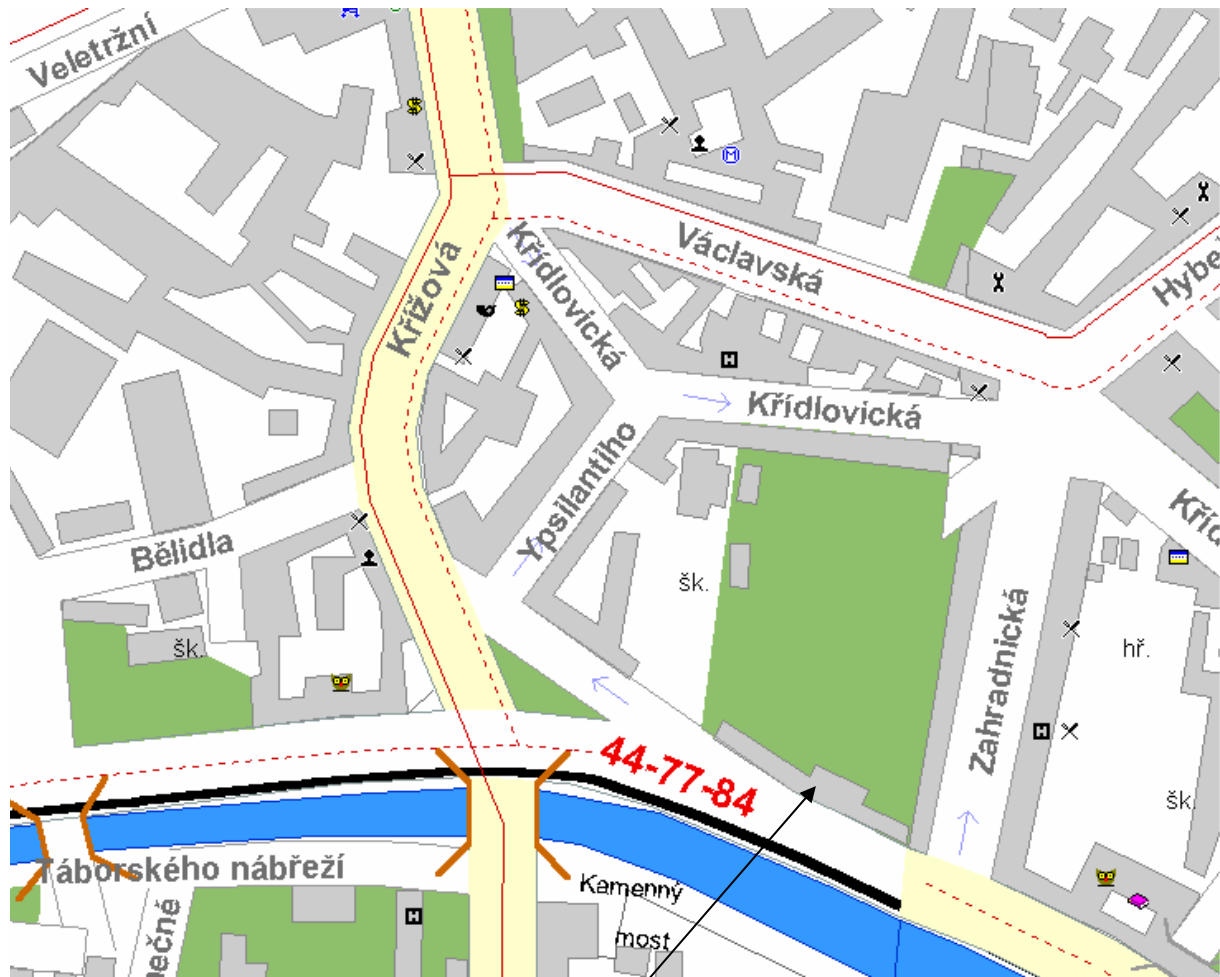 Veletržní
Křídlovická
Václavská
Hybe
Křížová
Křídlovická
Ypsilantiho
Bělidla
Kříd
šk.
šk.
Zahradnická
hř.
44-77-84
šk.
Táborského nábřeží
Kamenný
most
nečné
H
H
H
M
$
$